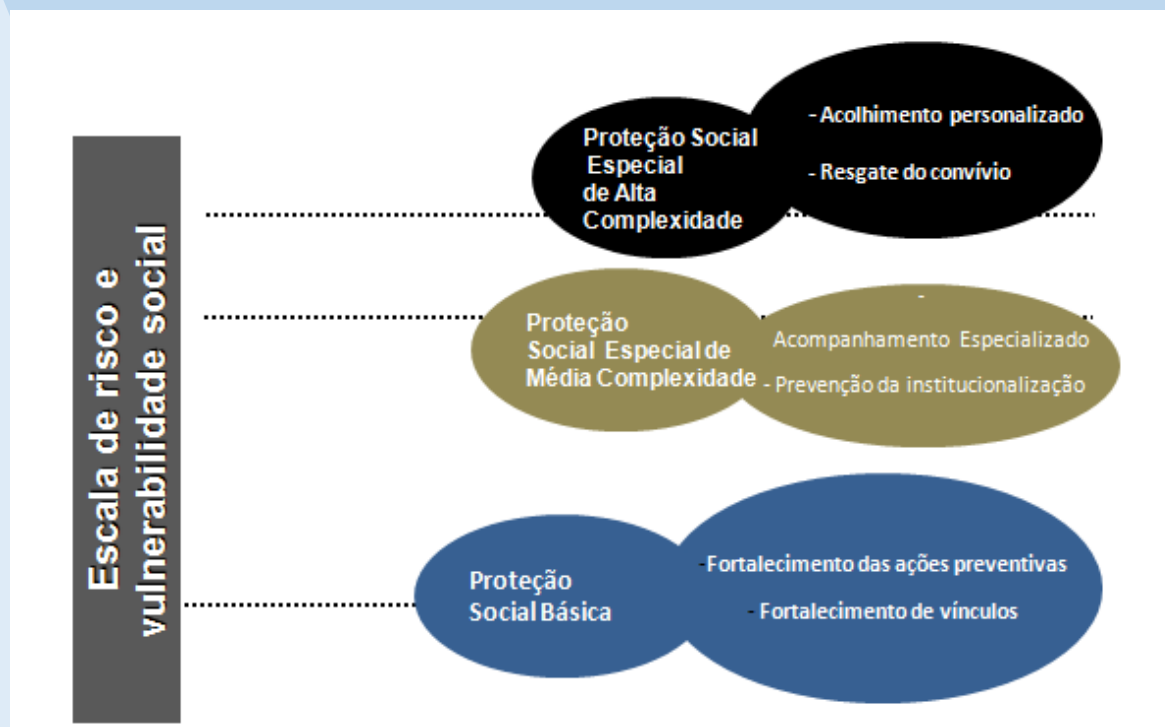 Escala de risco e
vulnerabilidade social
Proteção Social
Especial
de Alta
Complexidade
- Acolhimento personalizado
- Resgate do convívio
Proteção
Social Especial de
Média Complexidade
-
Acompanhamento Especializado
- Prevenção da institucionalização
Proteção
Social Básica
-Fortalecimento das ações preventivas
- Fortalecimento de vínculos